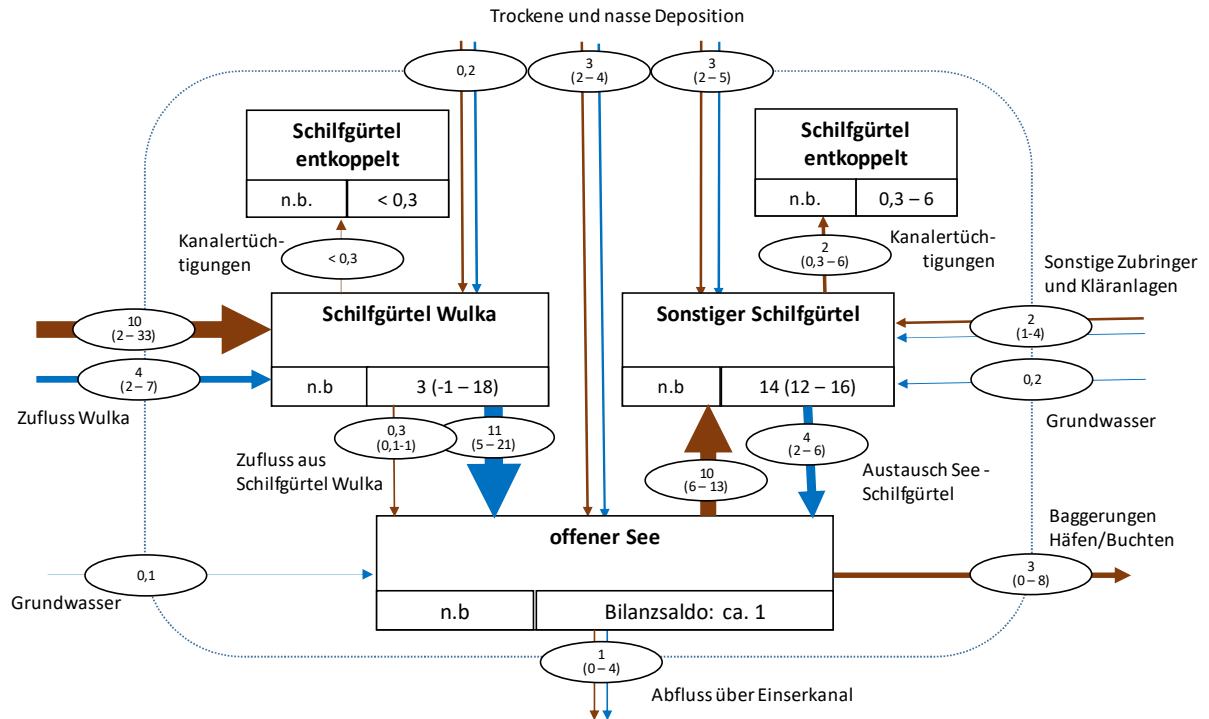 Trockene und nasse Deposition
0,2
3
(2 – 4)
3
(2 – 5)
Schilfgürtel
entkoppelt
n.b.
< 0,3
Schilfgürtel
entkoppelt
n.b.
0,3 – 6
Kanalertüch-
tigungen
< 0,3
2
(0,3 – 6)
Kanalertüch-
tigungen
Sonstige Zubringer
und Kläranlagen
10
(2 – 33)
Schilfgürtel Wulka
Sonstiger Schilfgürtel
2
(1-4)
4
(2 – 7)
n.b
3 (-1 – 18)
n.b
14 (12 – 16)
0,2
Zufluss Wulka
Grundwasser
0,3
(0,1-1)
11
(5 – 21)
4
(2 – 6)
Zufluss aus
Schilfgürtel Wulka
10
(6 – 13)
Austausch See -
Schilfgürtel
offener See
Baggerungen
Häfen/Buchten
0,1
3
(0 – 8)
Grundwasser
n.b
Bilanzsaldo: ca. 1
1
(0 – 4)
Abfluss über Einserkanal